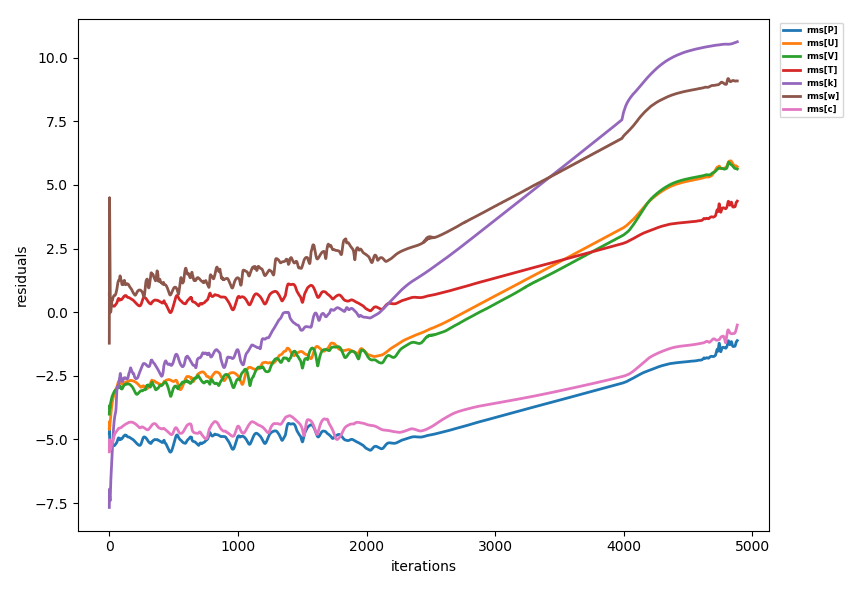 10.0
7.5
5.0
2.5
0.0
−2.5
−5.0
−7.5
residuals
0
1000
2000
3000
4000
5000
iterations
rms[P]
rms[U]
rms[V]
rms[T]
rms[k]
rms[w]
rms[c]